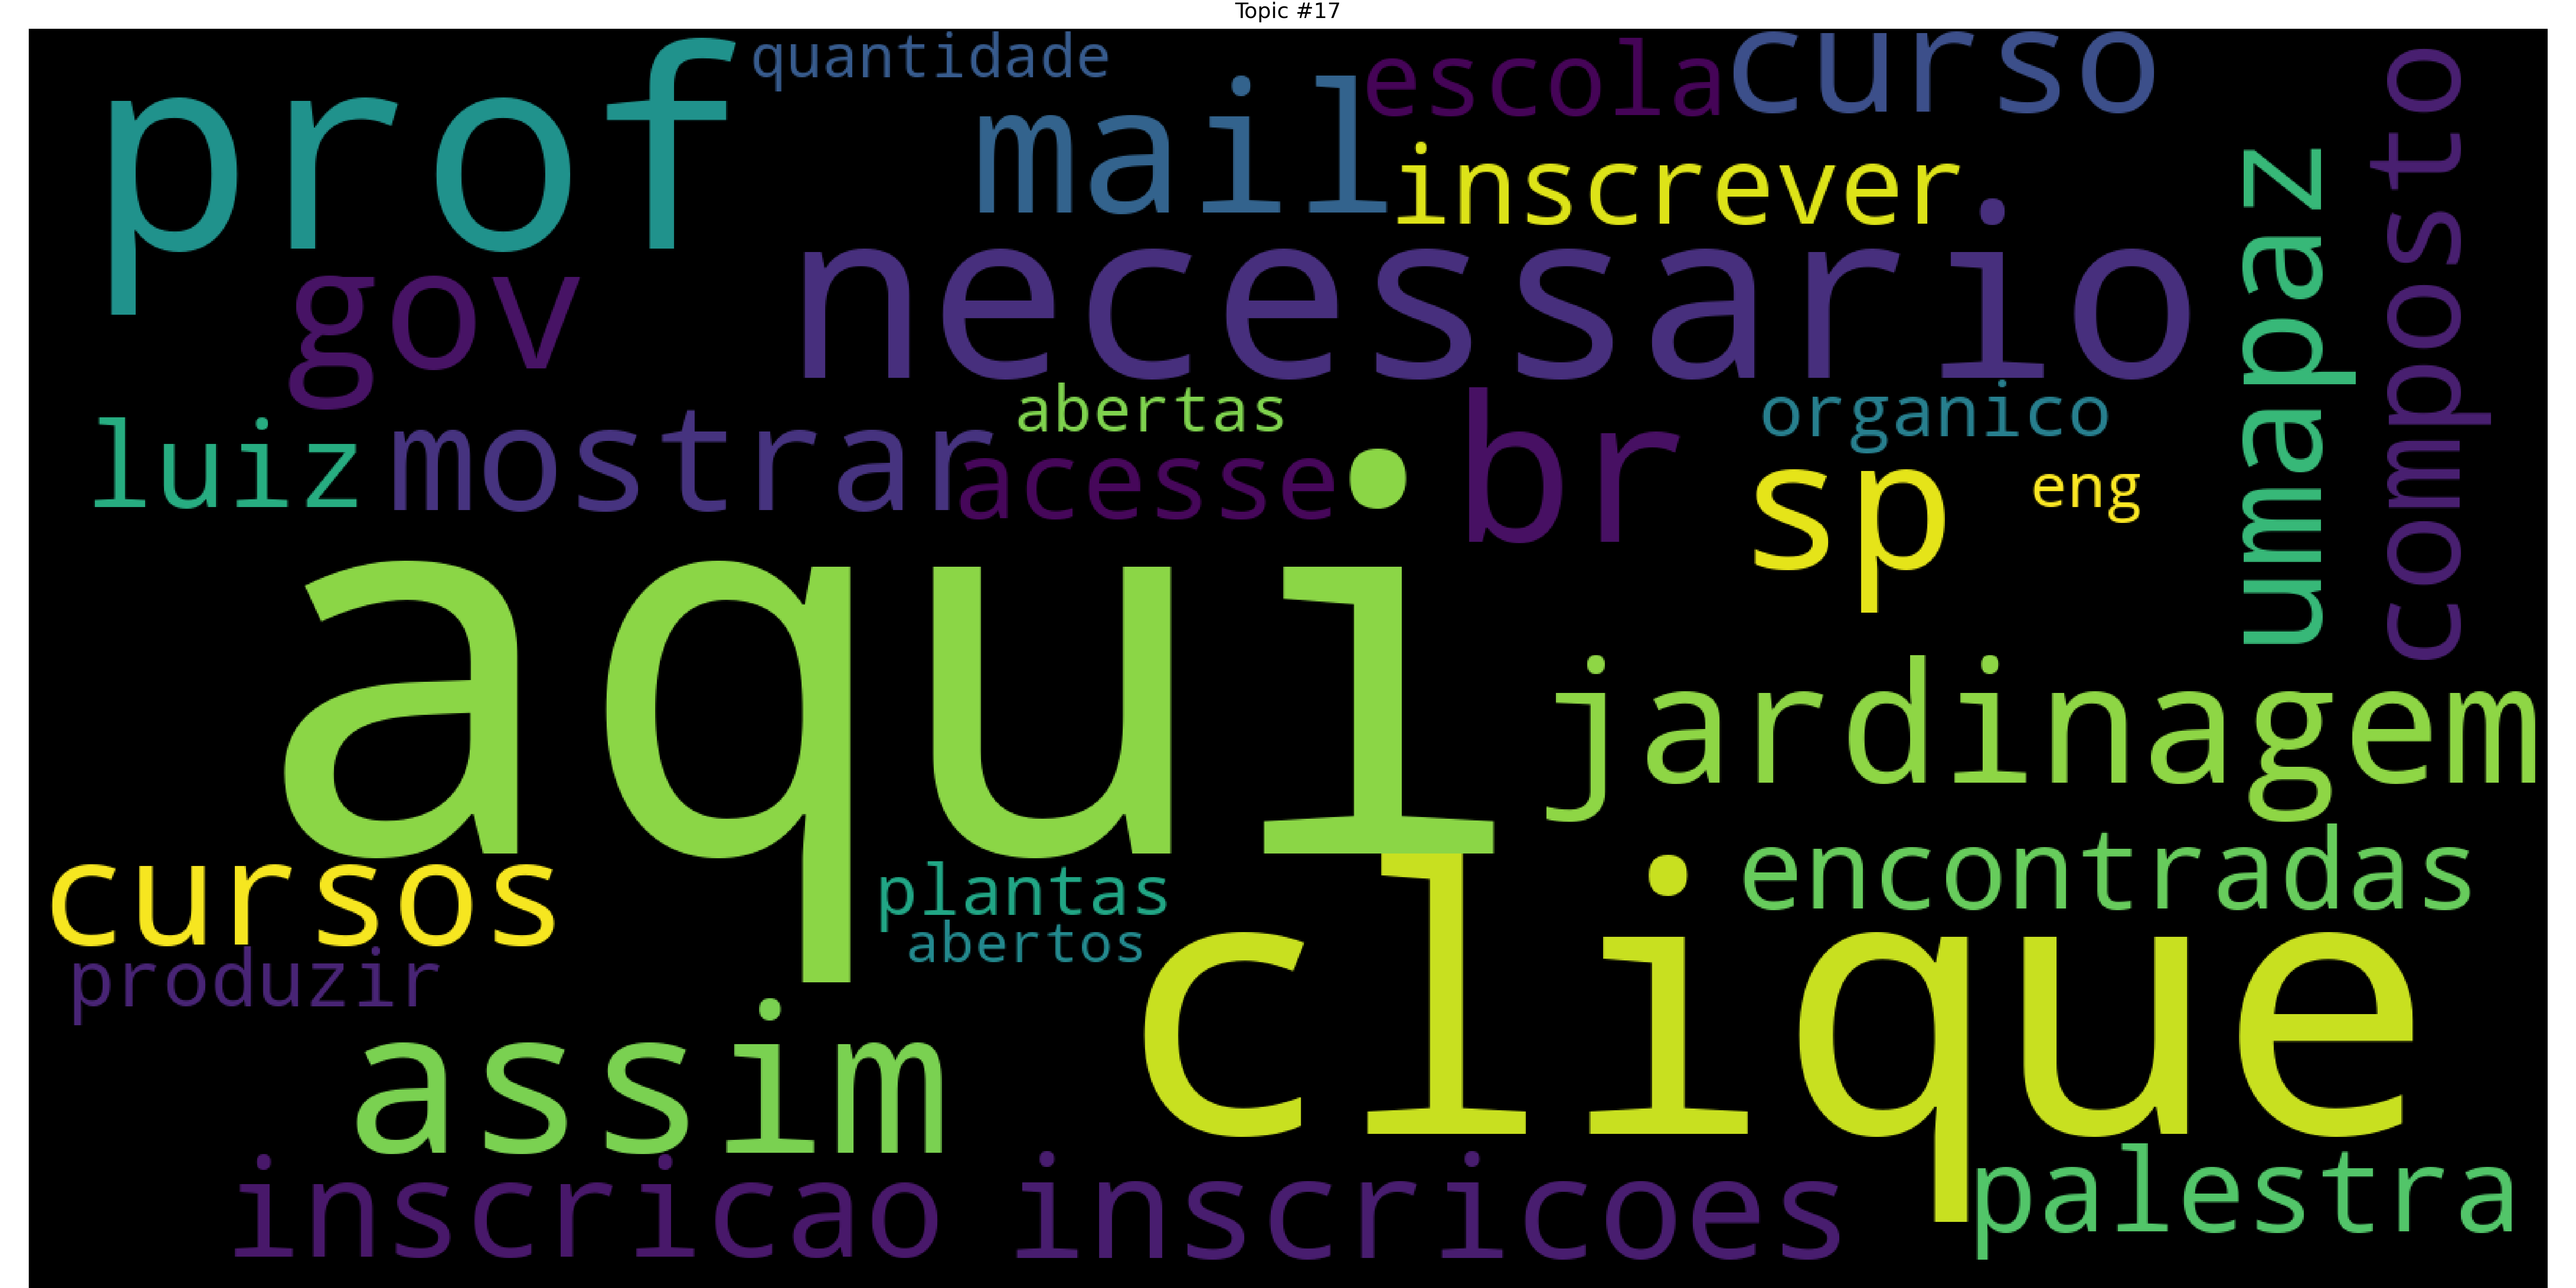 Topic #17
quantidade
prof
mail
escola
curso
inscrever
necessario
gov
umapaz
composto
luiz
mostrar
abertas
acesse
br
organico
sp
eng
aqui
jardinagem
cursos
plantas
abertos
encontradas
produzir
clique
assim
inscricao
inscricoes
palestra